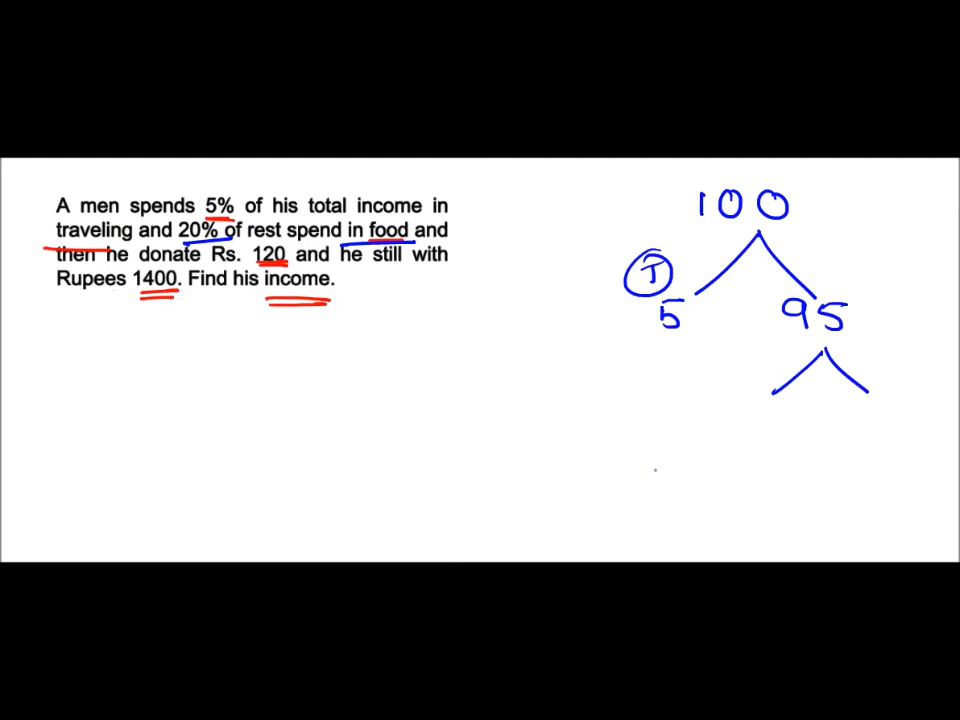 A men spends 5% of his total income in
traveling and 20% of rest spend in food and
then he donate Rs. 120 and he still with
Rupees 1400. Find his income.
100
T
5 95